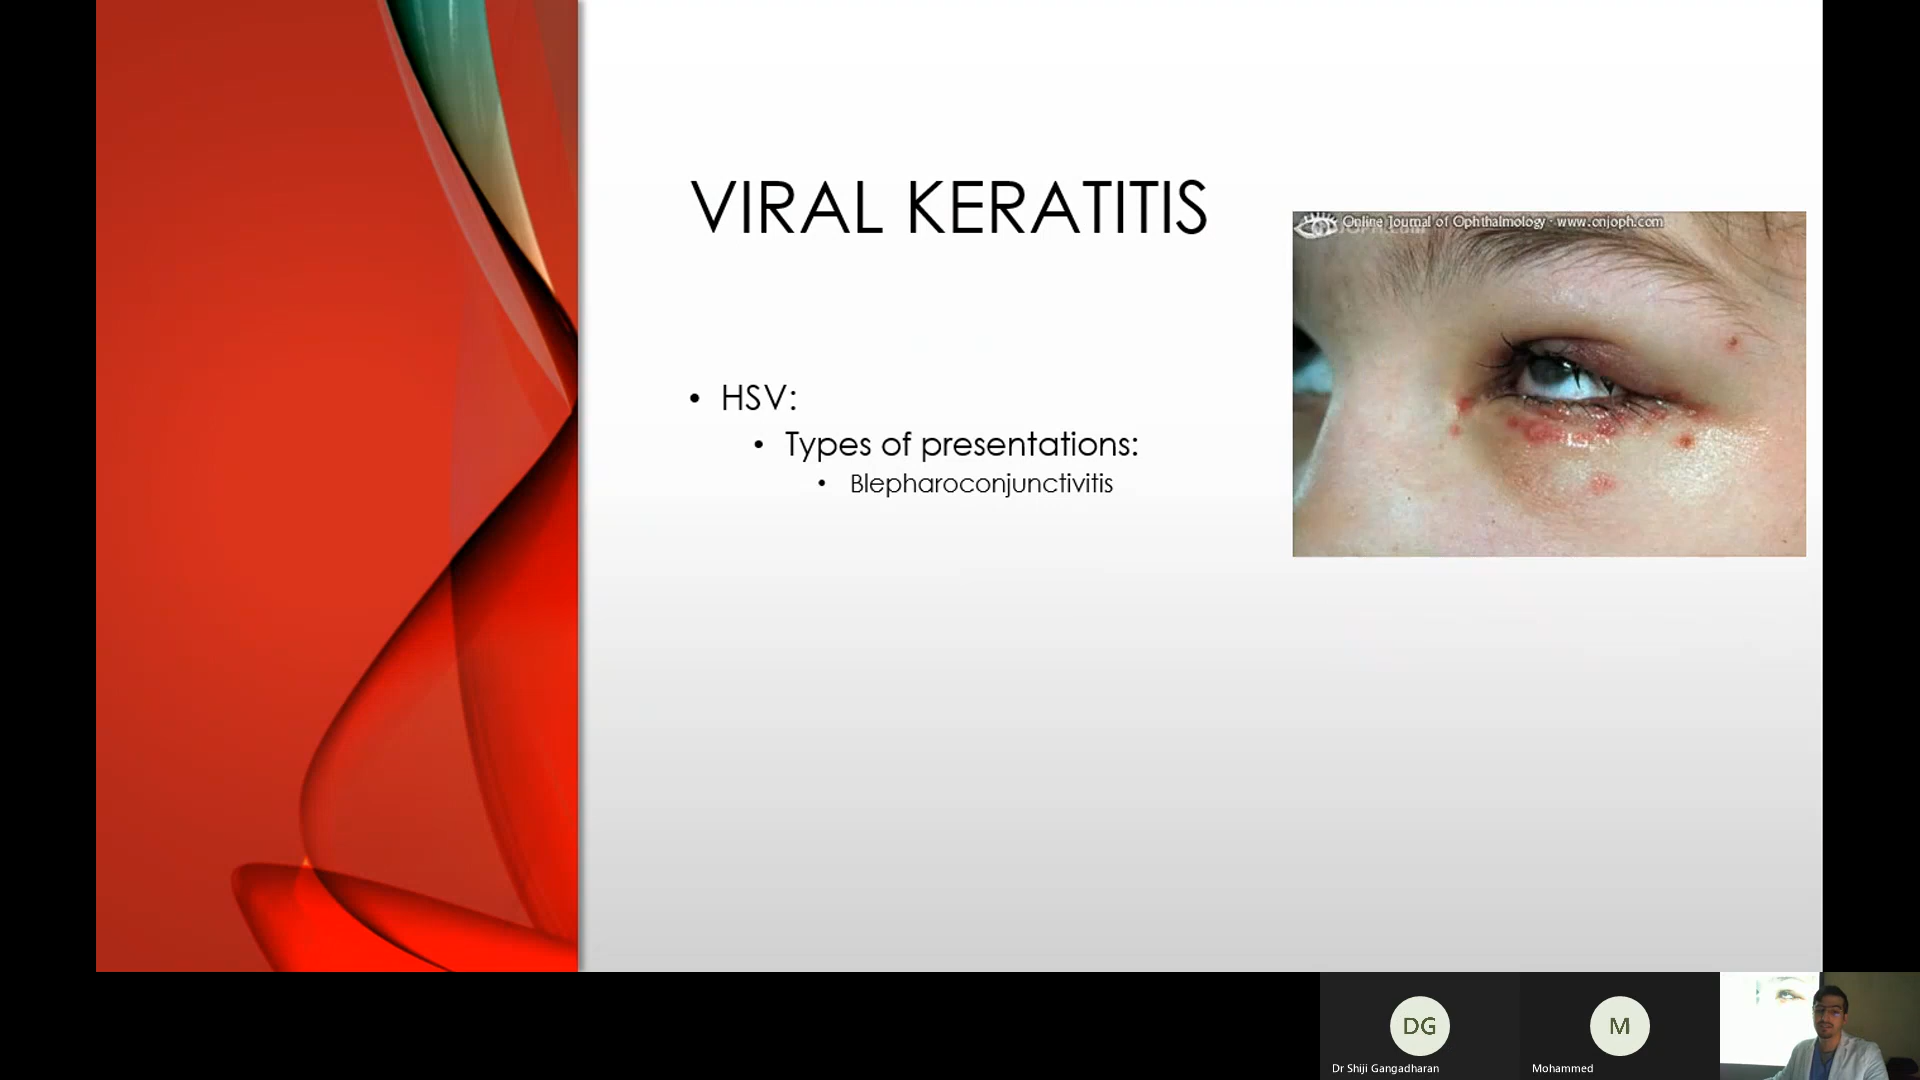 VIRAL KERATITIS
Online Journal of Ophthalmology · www.onjoph.com
• HSV:
• Types of presentations:
• Blepharoconjunctivitis
DG
M
Dr Shiji Gangadharan
Mohammed